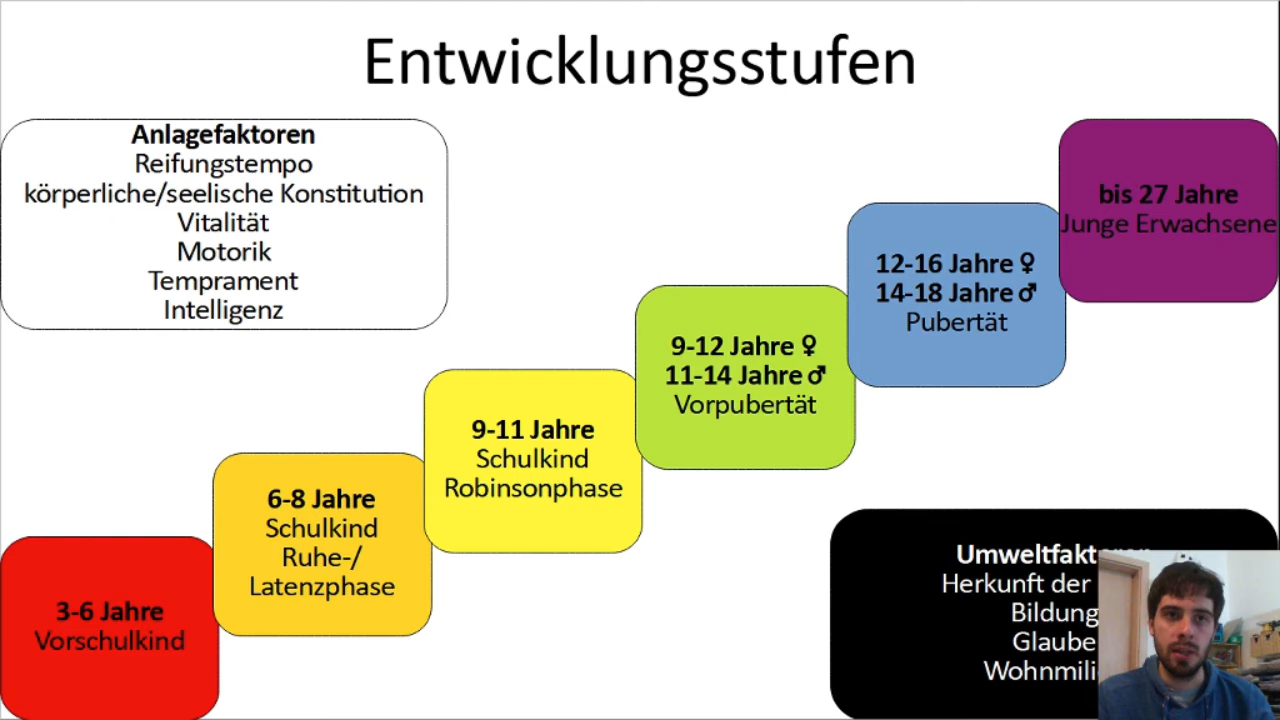 Entwicklungsstufen
Anlagefaktoren
Reifungstempo
körperliche/seelische Konstitution
Vitalität
Motorik
Temprament
Intelligenz
bis 27 Jahre
Junge Erwachsene
12-16 Jahre ♀
14-18 Jahre ♂
Pubertät
9-12 Jahre ♀
11-14 Jahre ♂
Vorpubertät
9-11 Jahre
Schulkind
Robinsonphase
6-8 Jahre
Schulkind
Ruhe-/
Latenzphase
3-6 Jahre
Vorschulkind
Herkunft der
Bildung
Glaube